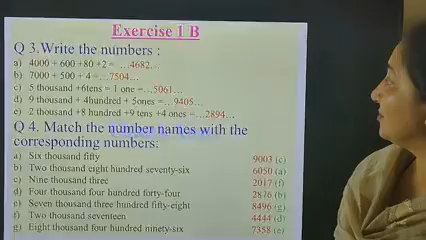 Exercise 1 B
Q 3.Write the numbers :
a) 4000 + 600 +80 +2 = …4682…
b) 7000 + 500 + 4 =…7504…
c) 5 thousand +6tens = 1 one =…5061…
d) 9 thousand + 4hundred + 5ones =…9405…
e) 2 thousand +8 hundred +9 tens +4 ones =…2894…
Q 4. Match the number names with the
corresponding numbers:
a) Six thousand fifty 9003 (c)
b) Two thousand eight hundred seventy-six 6050 (a)
c) Nine thousand three 2017 (f)
d) Four thousand four hundred forty-four 2876 (b)
e) Seven thousand three hundred fifty-eight 8496 (g)
f) Two thousand seventeen 4444 (d)
g) Eight thousand four hundred ninety-six 7358 (e)